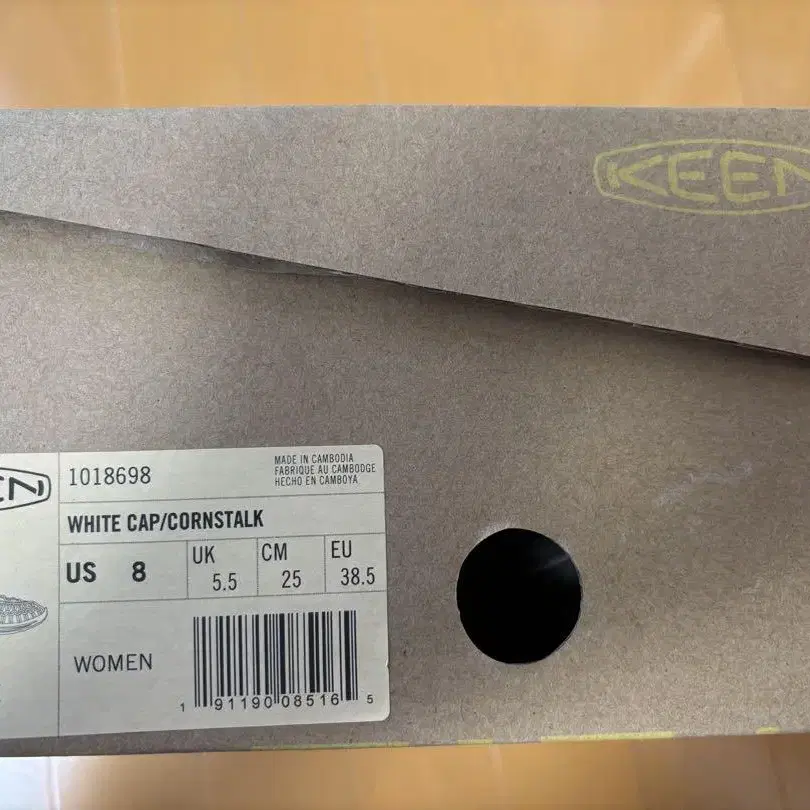 KEEN
1018698
MADE IN CAMBODIA
FABRIQUE AU CAMBODGE
HECHO EN CAMBOYA
WHITE CAP/CORNSTALK
US 8
UK 5.5
CM 25
EU 38.5
WOMEN
1 91190 08516 5